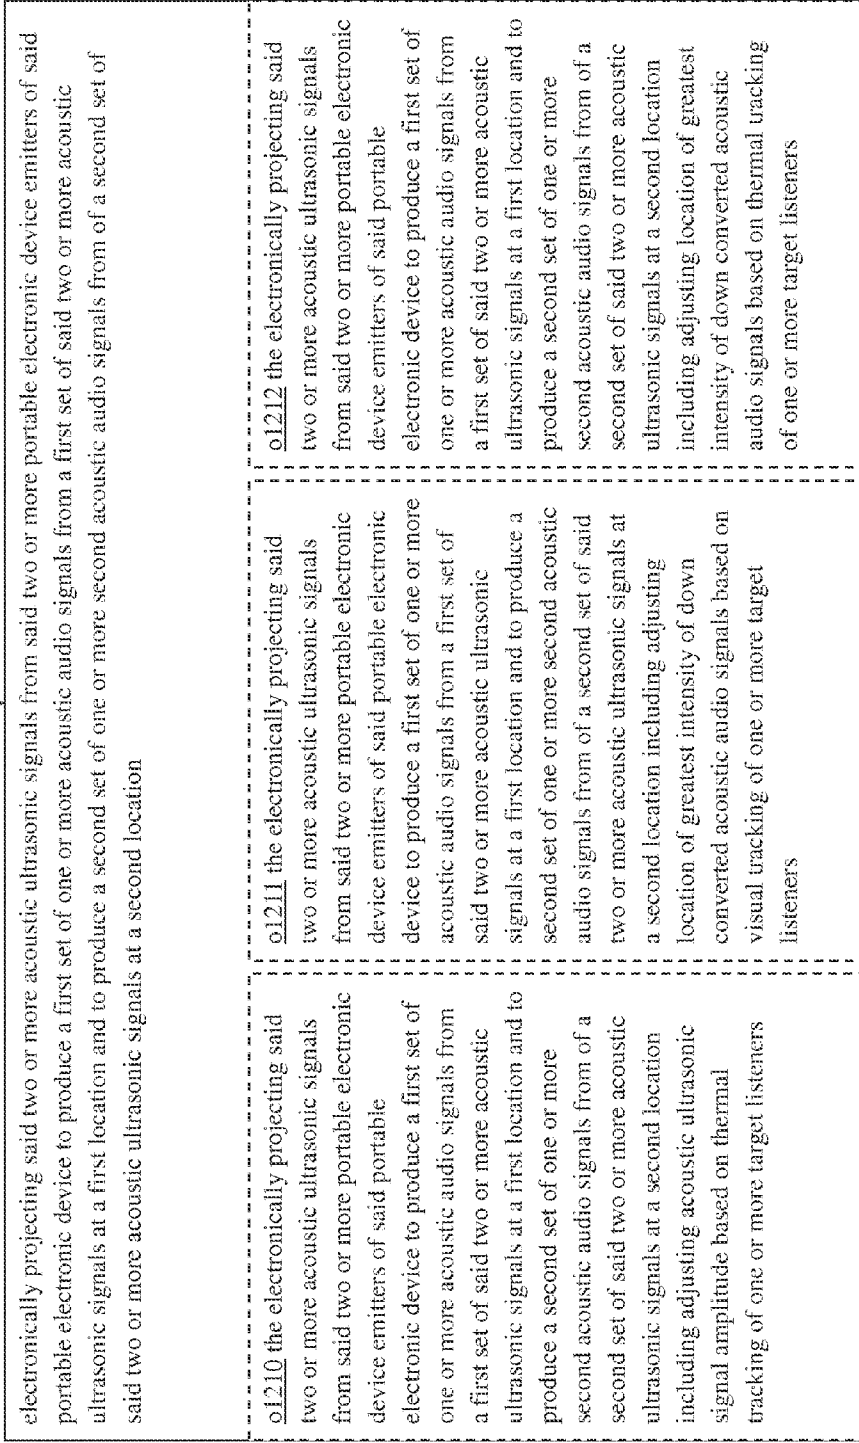 electronically projecting said two or more acoustic ultrasonic signals from said two or more portable electronic device emitters of said
portable electronic device to produce a first set of one or more acoustic audio signals from a first set of said two or more acoustic
ultrasonic signals at a first location and to produce a second set of one or more second acoustic audio signals from of a second set of
said two or more acoustic ultrasonic signals at a second location
o1210 the electronically projecting said
two or more acoustic ultrasonic signals
from said two or more portable electronic
device emitters of said portable
electronic device to produce a first set of
one or more acoustic audio signals from
a first set of said two or more acoustic
ultrasonic signals at a first location and to
produce a second set of one or more
second acoustic audio signals from of a
second set of said two or more acoustic
ultrasonic signals at a second location
including adjusting acoustic ultrasonic
signal amplitude based on thermal
tracking of one or more target listeners
o1211 the electronically projecting said
two or more acoustic ultrasonic signals
from said two or more portable electronic
device emitters of said portable electronic
device to produce a first set of one or more
acoustic audio signals from a first set of
said two or more acoustic ultrasonic
signals at a first location and to produce a
second set of one or more second acoustic
audio signals from of a second set of said
two or more acoustic ultrasonic signals at
a second location including adjusting
location of greatest intensity of down
converted acoustic audio signals based on
visual tracking of one or more target
listeners
o1212 the electronically projecting said
two or more acoustic ultrasonic signals
from said two or more portable electronic
device emitters of said portable
electronic device to produce a first set of
one or more acoustic audio signals from
a first set of said two or more acoustic
ultrasonic signals at a first location and to
produce a second set of one or more
second acoustic audio signals from of a
second set of said two or more acoustic
ultrasonic signals at a second location
including adjusting location of greatest
intensity of down converted acoustic
audio signals based on thermal tracking
of one or more target listeners